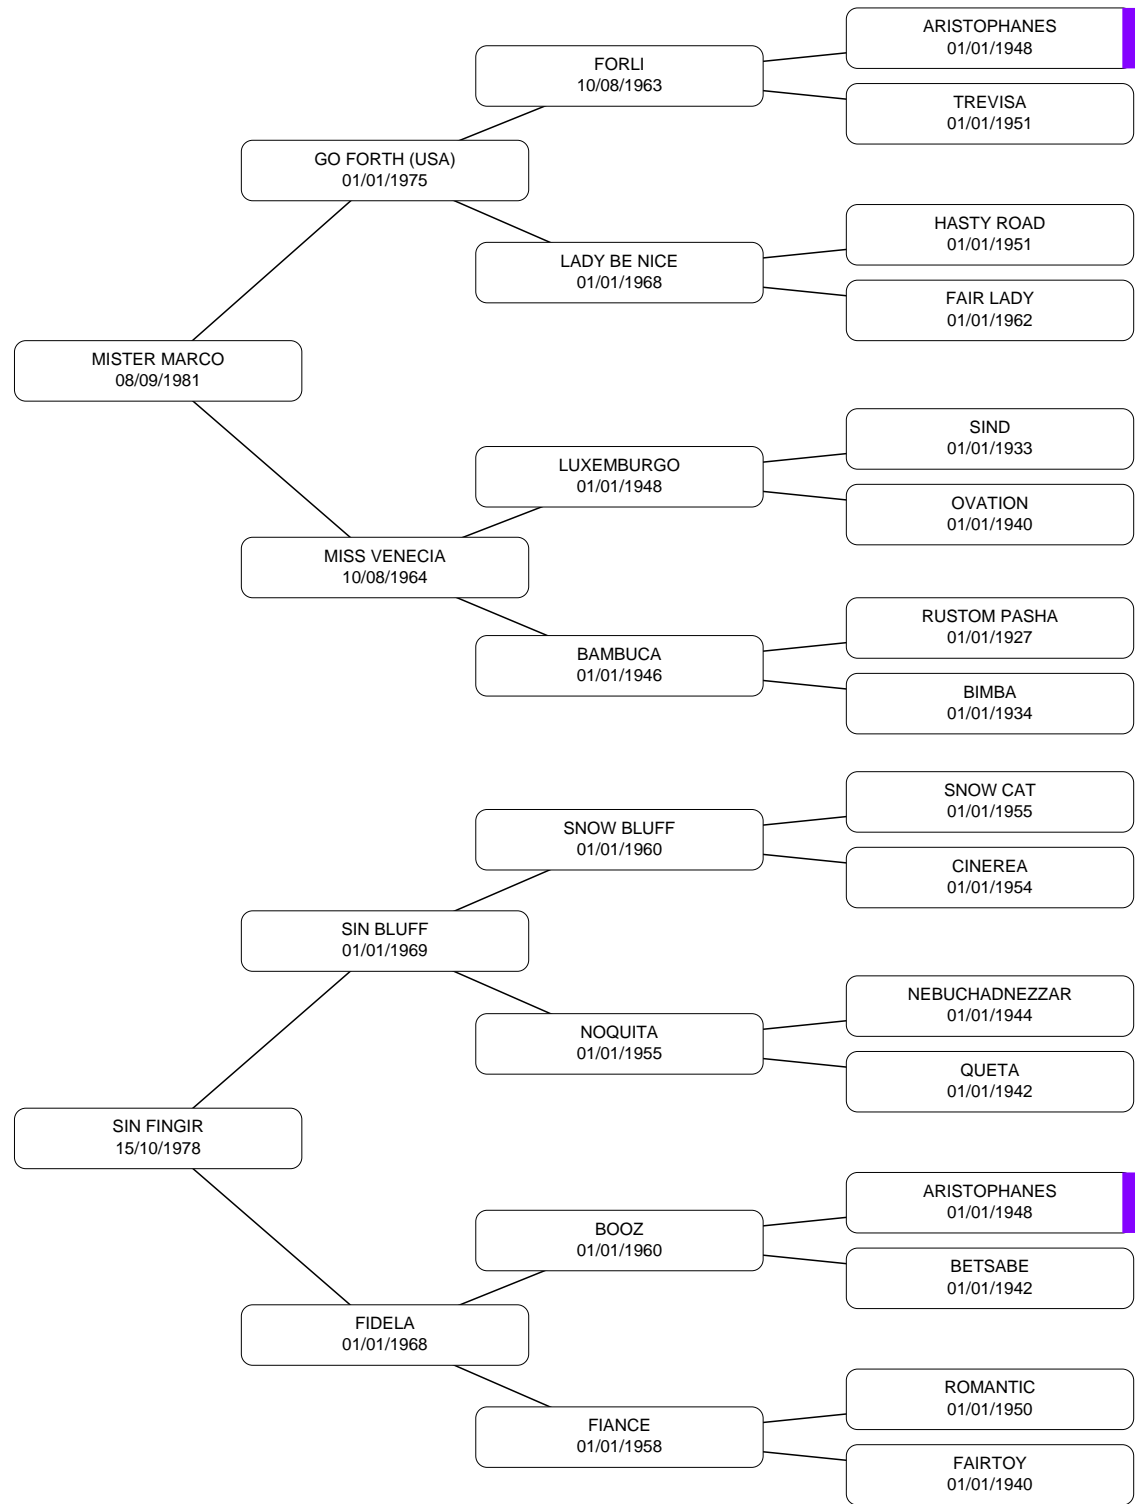 ARISTOPHANES
01/01/1948
FORLI
10/08/1963
TREVISA
01/01/1951
GO FORTH (USA)
01/01/1975
HASTY ROAD
01/01/1951
LADY BE NICE
01/01/1968
FAIR LADY
01/01/1962
MISTER MARCO
08/09/1981
SIND
01/01/1933
LUXEMBURGO
01/01/1948
OVATION
01/01/1940
MISS VENECIA
10/08/1964
RUSTOM PASHA
01/01/1927
BAMBUCA
01/01/1946
BIMBA
01/01/1934
SNOW CAT
01/01/1955
SNOW BLUFF
01/01/1960
CINEREA
01/01/1954
SIN BLUFF
01/01/1969
NEBUCHADNEZZAR
01/01/1944
NOQUITA
01/01/1955
QUETA
01/01/1942
SIN FINGIR
15/10/1978
ARISTOPHANES
01/01/1948
BOOZ
01/01/1960
BETSABE
01/01/1942
FIDELA
01/01/1968
ROMANTIC
01/01/1950
FIANCE
01/01/1958
FAIRTOY
01/01/1940